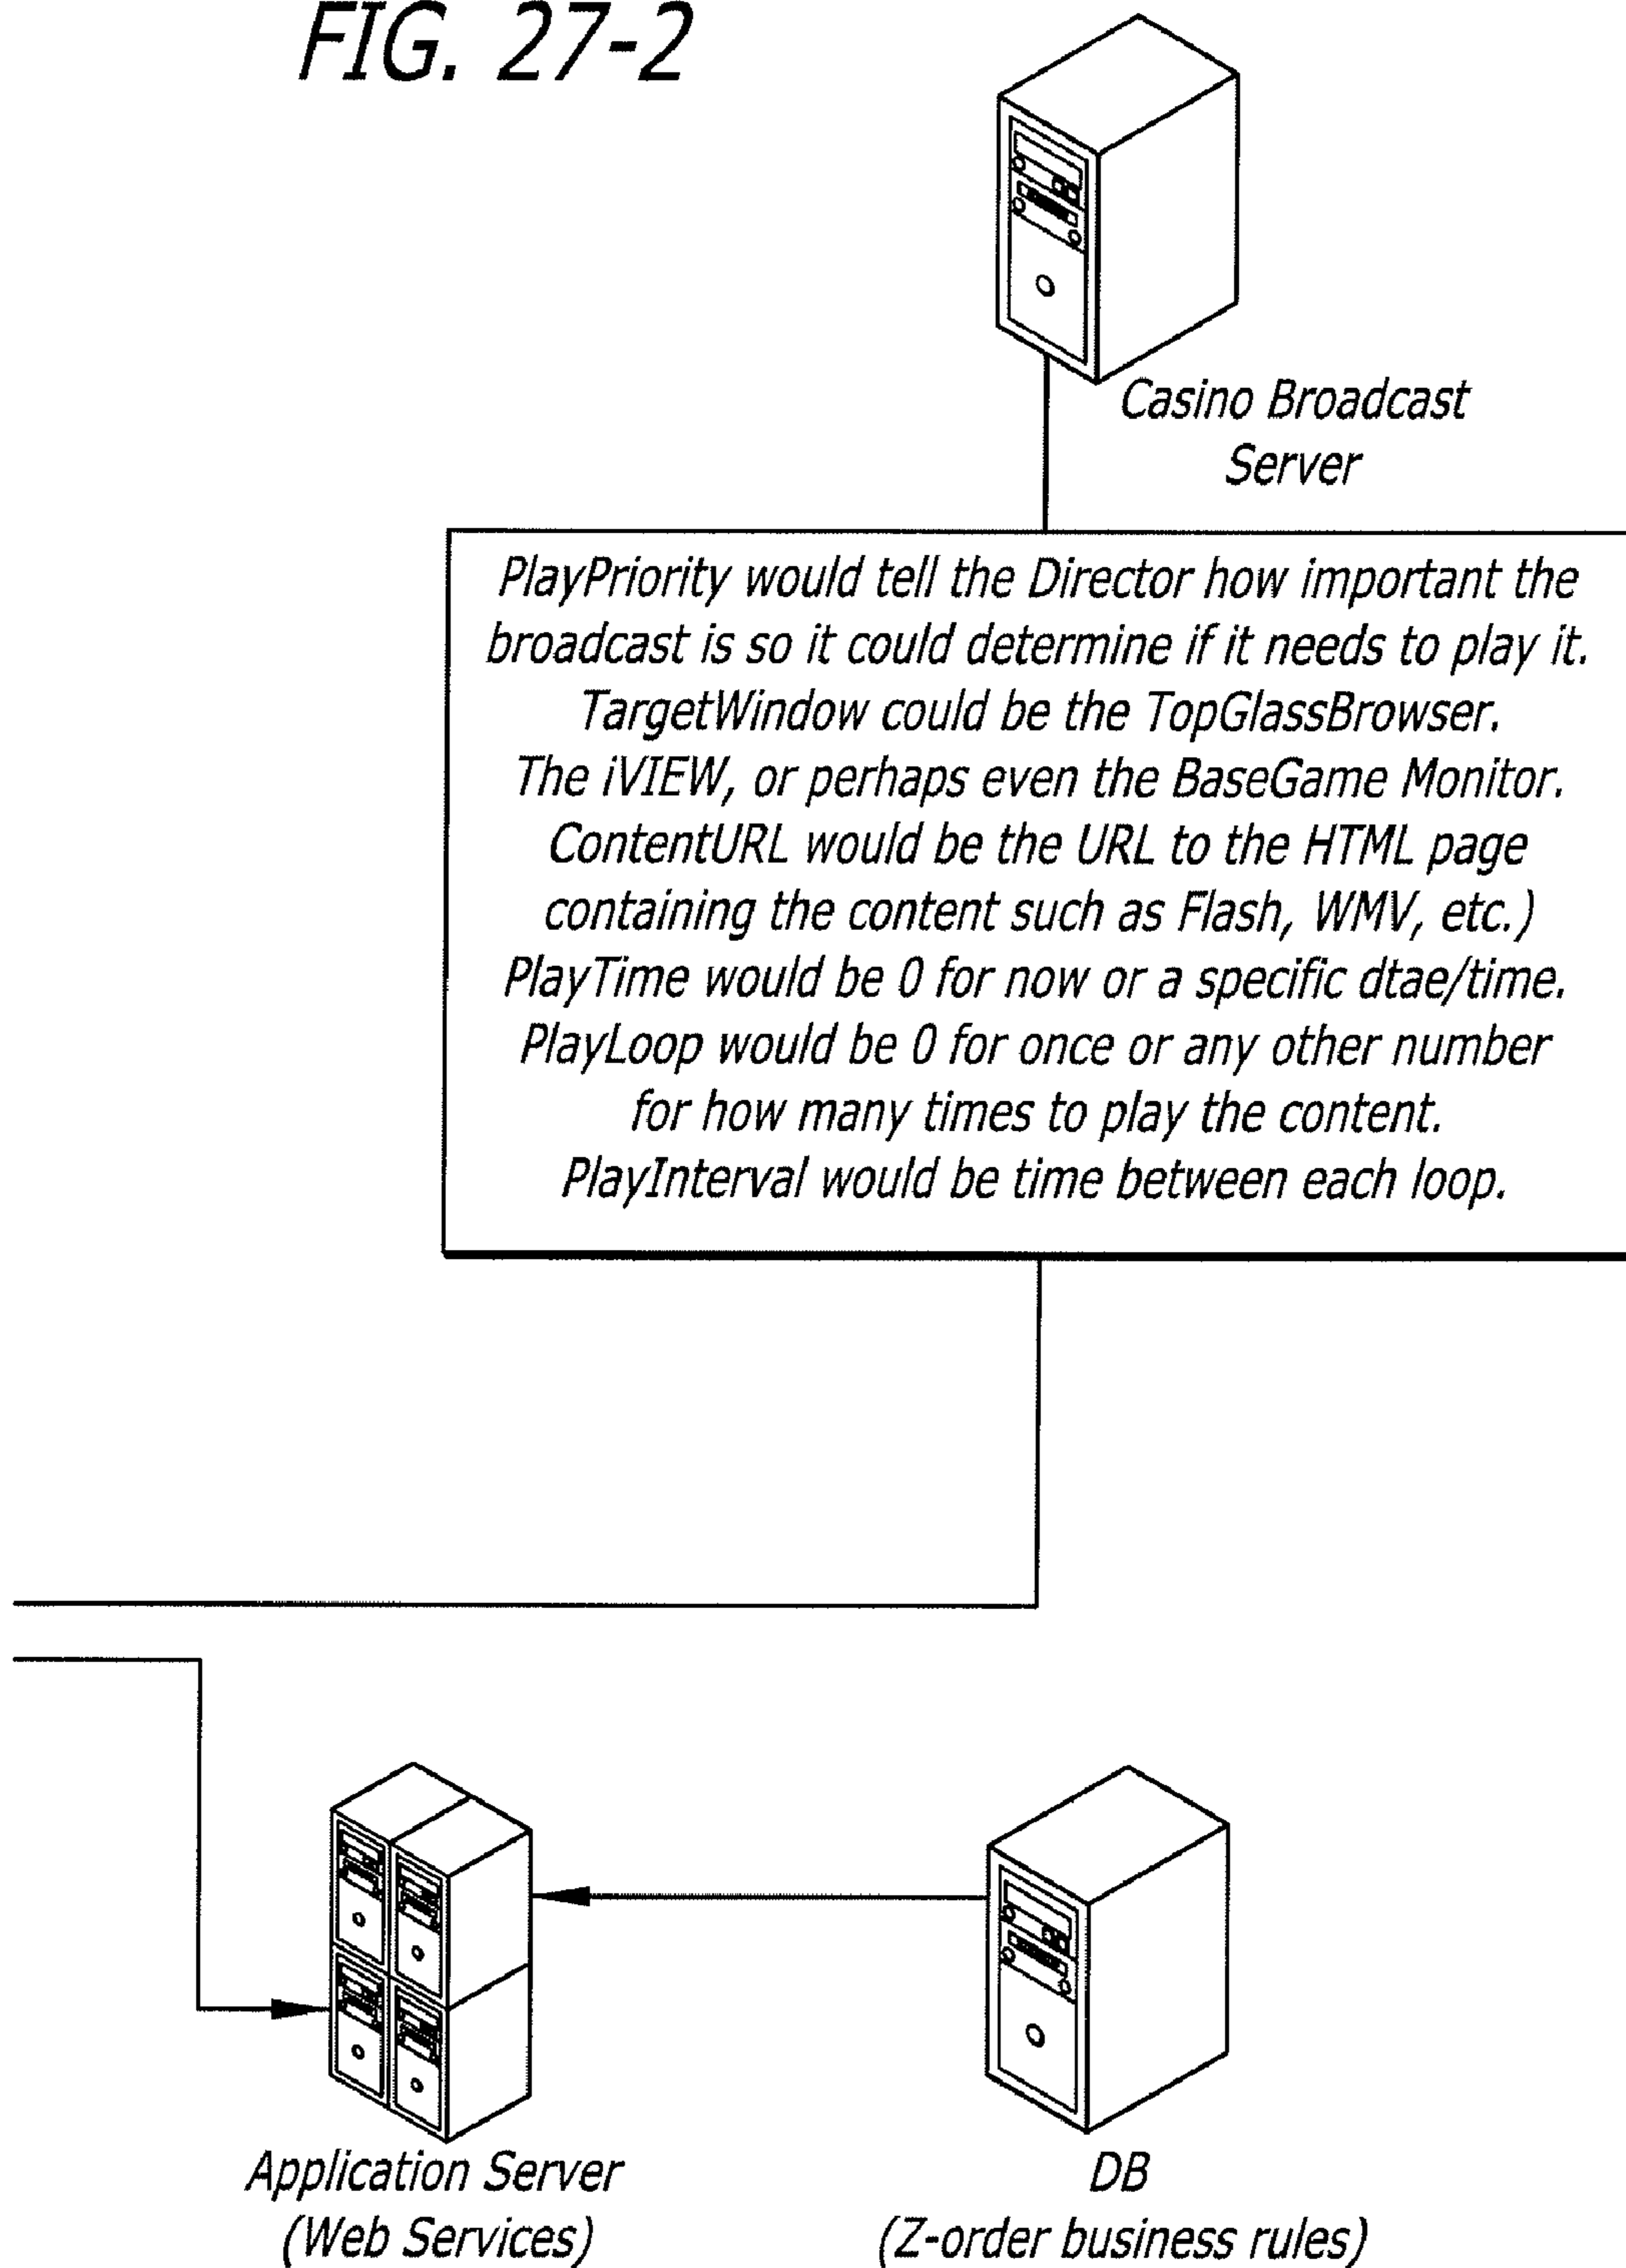 FIG. 27-2
Casino Broadcast
Server
PlayPriority would tell the Director how important the
broadcast is so it could determine if it needs to play it.
TargetWindow could be the TopGlassBrowser.
The iVIEW, or perhaps even the BaseGame Monitor.
ContentURL would be the URL to the HTML page
containing the content such as Flash, WMV, etc.)
PlayTime would be 0 for now or a specific dtae/time.
PlayLoop would be 0 for once or any other number
for how many times to play the content.
PlayInterval would be time between each loop.
Application Server
(Web Services)
DB
(Z-order business rules)